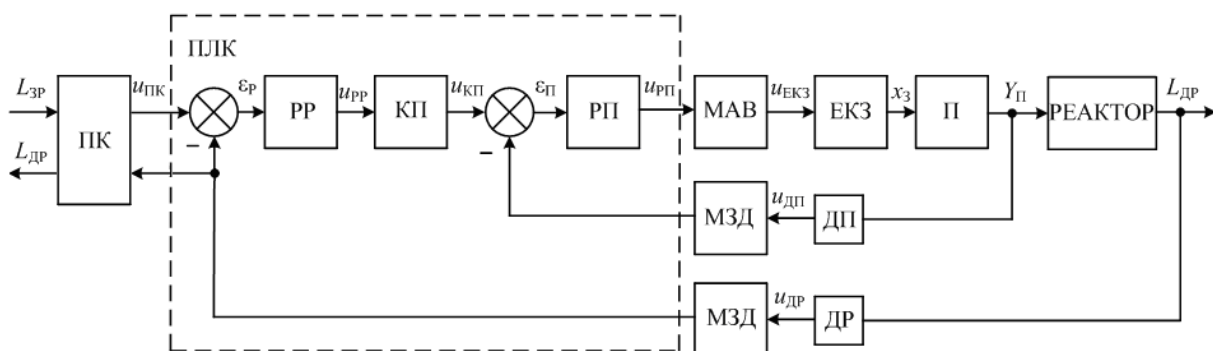 ПЛК
L_ЗР
u_ПК
ε_Р
u_РР
u_КП
ε_П
u_РП
u_ЕКЗ
x_З
Y_П
L_ДР
ПК
РР
КП
РП
МАВ
ЕКЗ
П
РЕАКТОР
–
–
L_ДР
МЗД
u_ДП
ДП
МЗД
u_ДР
ДР